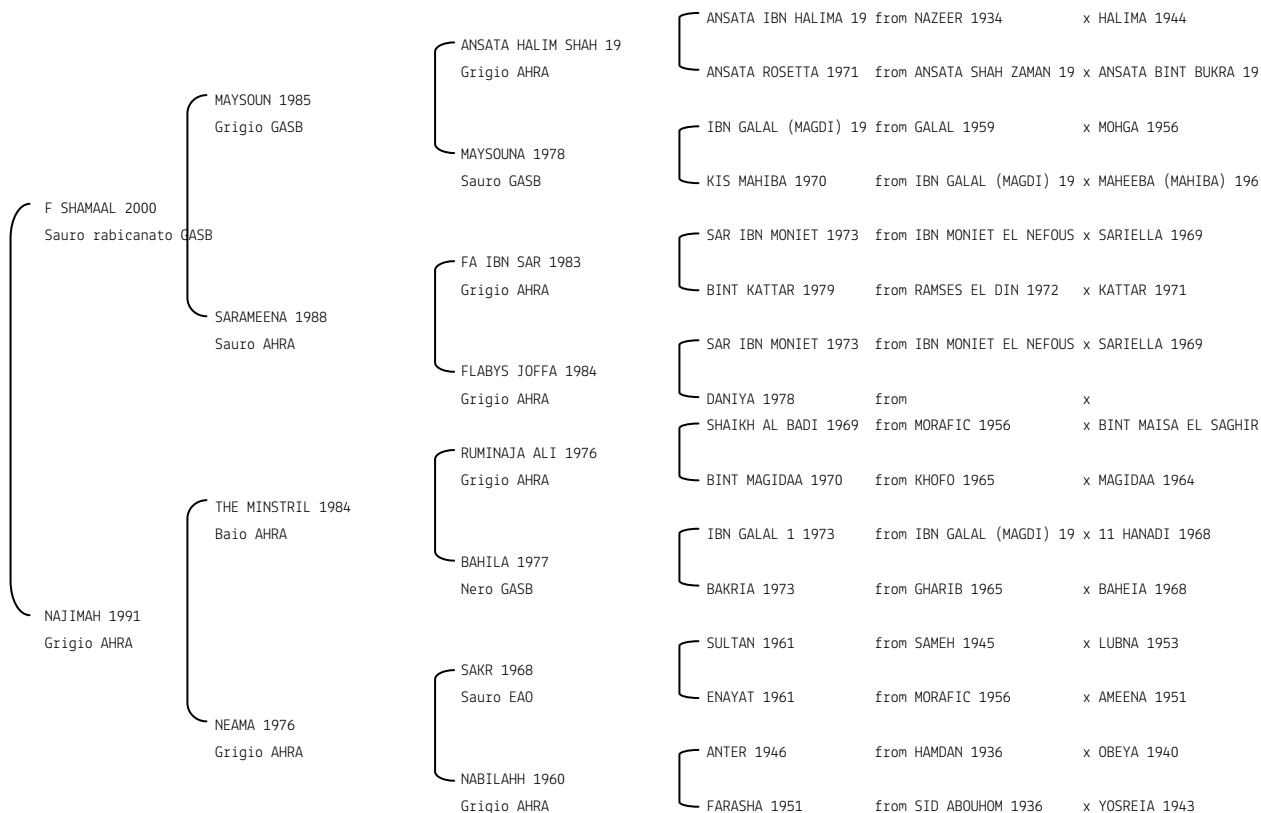 ANSATA IBN HALIMA 19 from NAZEER 1934 x HALIMA 1944
ANSATA HALIM SHAH 19
Grigio AHRA
ANSATA ROSETTA 1971 from ANSATA SHAH ZAMAN 19 x ANSATA BINT BUKRA 19
MAYSOUN 1985
Grigio GASB
IBN GALAL (MAGDI) 19 from GALAL 1959 x MOHGA 1956
MAYSOUNA 1978
Sauro GASB
KIS MAHIBA 1970 from IBN GALAL (MAGDI) 19 x MAHEEBA (MAHIBA) 196
F SHAMAAL 2000
Sauro rabicanato GASB
SAR IBN MONIET 1973 from IBN MONIET EL NEFOUS x SARIELLA 1969
FA IBN SAR 1983
Grigio AHRA
BINT KATTAR 1979 from RAMSES EL DIN 1972 x KATTAR 1971
SARAMEENA 1988
Sauro AHRA
SAR IBN MONIET 1973 from IBN MONIET EL NEFOUS x SARIELLA 1969
FLABYS JOFFA 1984
Grigio AHRA
DANIYA 1978 from x
SHAIKH AL BADI 1969 from MORAFIC 1956 x BINT MAISA EL SAGHIR
RUMINAJA ALI 1976
Grigio AHRA
BINT MAGIDAA 1970 from KHOFO 1965 x MAGIDAA 1964
THE MINSTRIL 1984
Baio AHRA
IBN GALAL 1 1973 from IBN GALAL (MAGDI) 19 x 11 HANADI 1968
BAHILA 1977
Nero GASB
BAKRIA 1973 from GHARIB 1965 x BAHEIA 1968
NAJIMAH 1991
Grigio AHRA
SULTAN 1961 from SAMEH 1945 x LUBNA 1953
SAKR 1968
Sauro EAO
ENAYAT 1961 from MORAFIC 1956 x AMEENA 1951
NEAMA 1976
Grigio AHRA
ANTER 1946 from HAMDAN 1936 x OBEYA 1940
NABILAHH 1960
Grigio AHRA
FARASHA 1951 from SID ABOUHOM 1936 x YOSREIA 1943